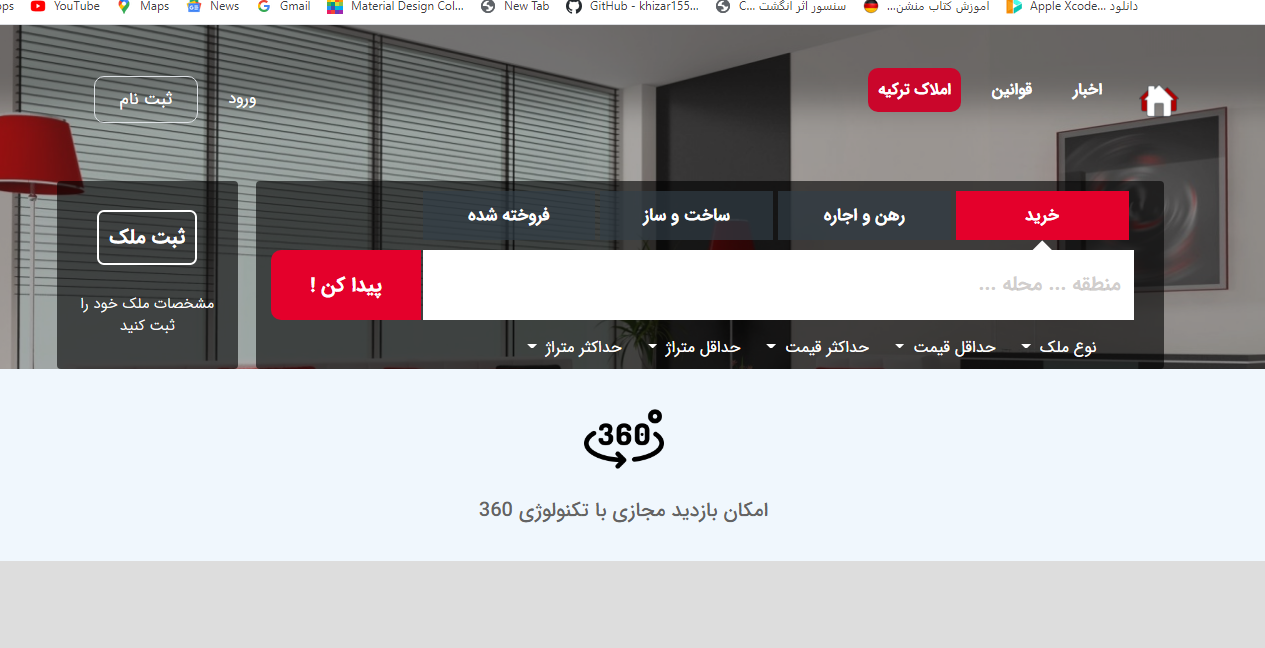 YouTube Maps News Gmail Material Design Col... New Tab GitHub - khizar155... سنسور اثر انگشت ...C آموزش کتاب منشن... دانلود Apple Xcode...
اخبار قوانین املاک ترکیه ورود ثبت نام
خرید رهن و اجاره ساخت و ساز فروخته شده
منطقه ... محله ...
پیدا کن !
نوع ملک حداقل قیمت حداکثر قیمت حداقل متراژ حداکثر متراژ
ثبت ملک
مشخصات ملک خود را
ثبت کنید
360
امکان بازدید مجازی با تکنولوژی 360